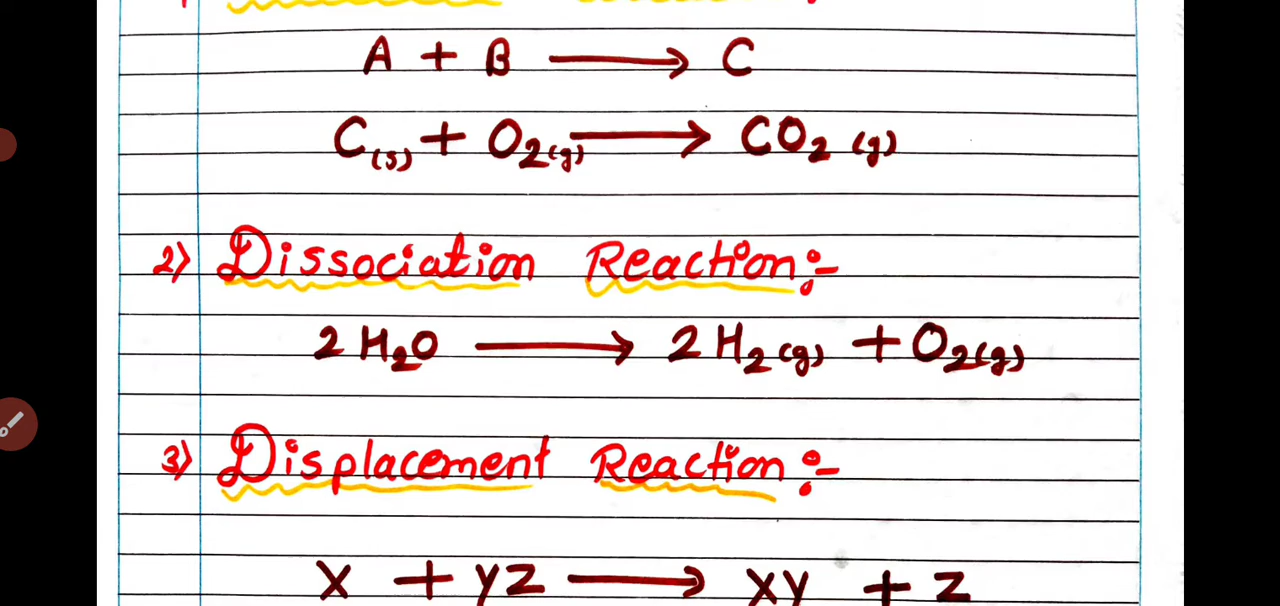 A + B ⟶ C
C(s) + O₂(g) ⟶ CO₂ (g)
2) Dissociation Reaction :-
2 H₂O ⟶ 2 H₂ (g) + O₂(g)
3) Displacement Reaction :-
X + YZ ⟶ XY + Z